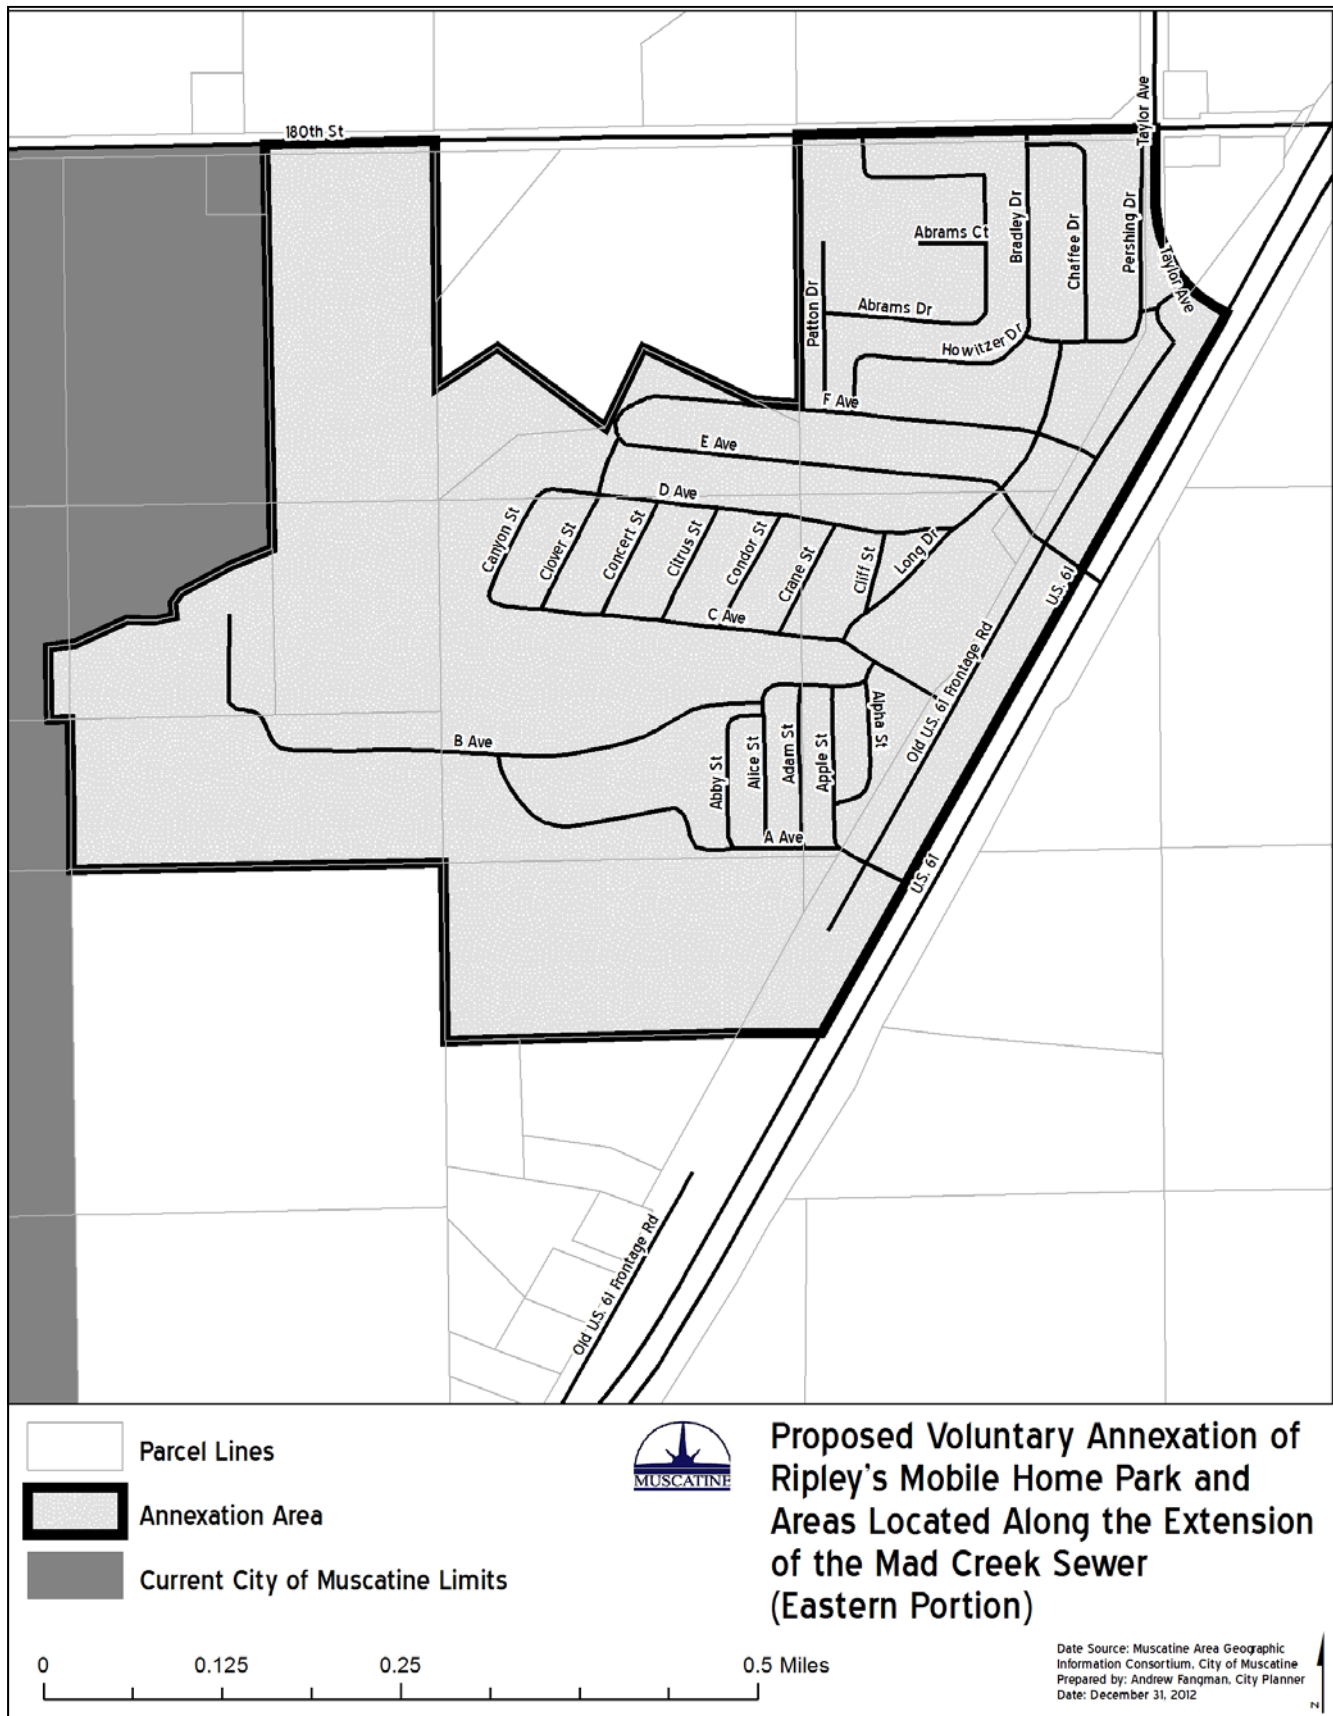 180th St
Taylor Ave
Abrams Ct
Bradley Dr
Chaffee Dr
Pershing Dr
Taylor Ave
Patton Dr
Abrams Dr
Howitzer Dr
F Ave
E Ave
D Ave
Canyon St
Clover St
Concert St
Citrus St
Condor St
Crane St
Cliff St
Long Dr
C Ave
U.S. 61
Old U.S. 61 Frontage Rd
B Ave
Abby St
Alice St
Adam St
Apple St
Alpha St
A Ave
U.S. 61
Old U.S. 61 Frontage Rd
Parcel Lines
Annexation Area
Current City of Muscatine Limits
MUSCATINE
Proposed Voluntary Annexation of
Ripley's Mobile Home Park and
Areas Located Along the Extension
of the Mad Creek Sewer
(Eastern Portion)
0 0.125 0.25 0.5 Miles
Date Source: Muscatine Area Geographic
Information Consortium, City of Muscatine
Prepared by: Andrew Fangman, City Planner
Date: December 31, 2012
N